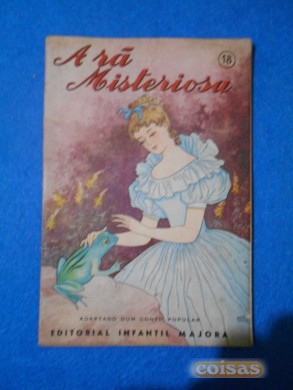 A rã
18
Misteriosa
ADAPTADO DUM CONTO POPULAR
EDITORIAL INFANTIL MAJORA
coisas